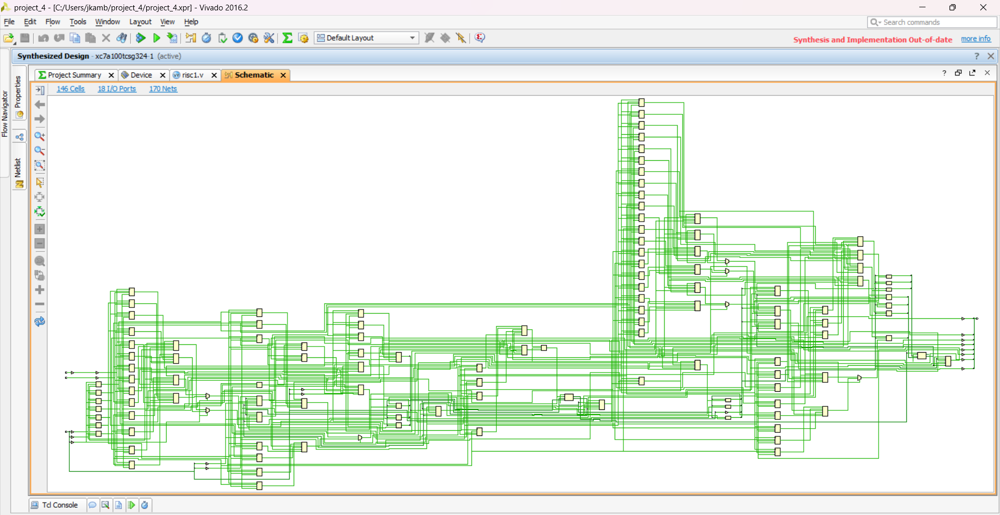 project_4 - [C:/Users/jkamb/project_4/project_4.xpr] - Vivado 2016.2
File Edit Flow Tools Window Layout View Help
Search commands
Default Layout
Synthesis and Implementation Out-of-date more info
Synthesized Design - xc7a100tcsg324-1 (active)
Project Summary Device risc1.v Schematic
146 Cells 18 I/O Ports 170 Nets
Flow Navigator
Properties
Netlist
Tcl Console